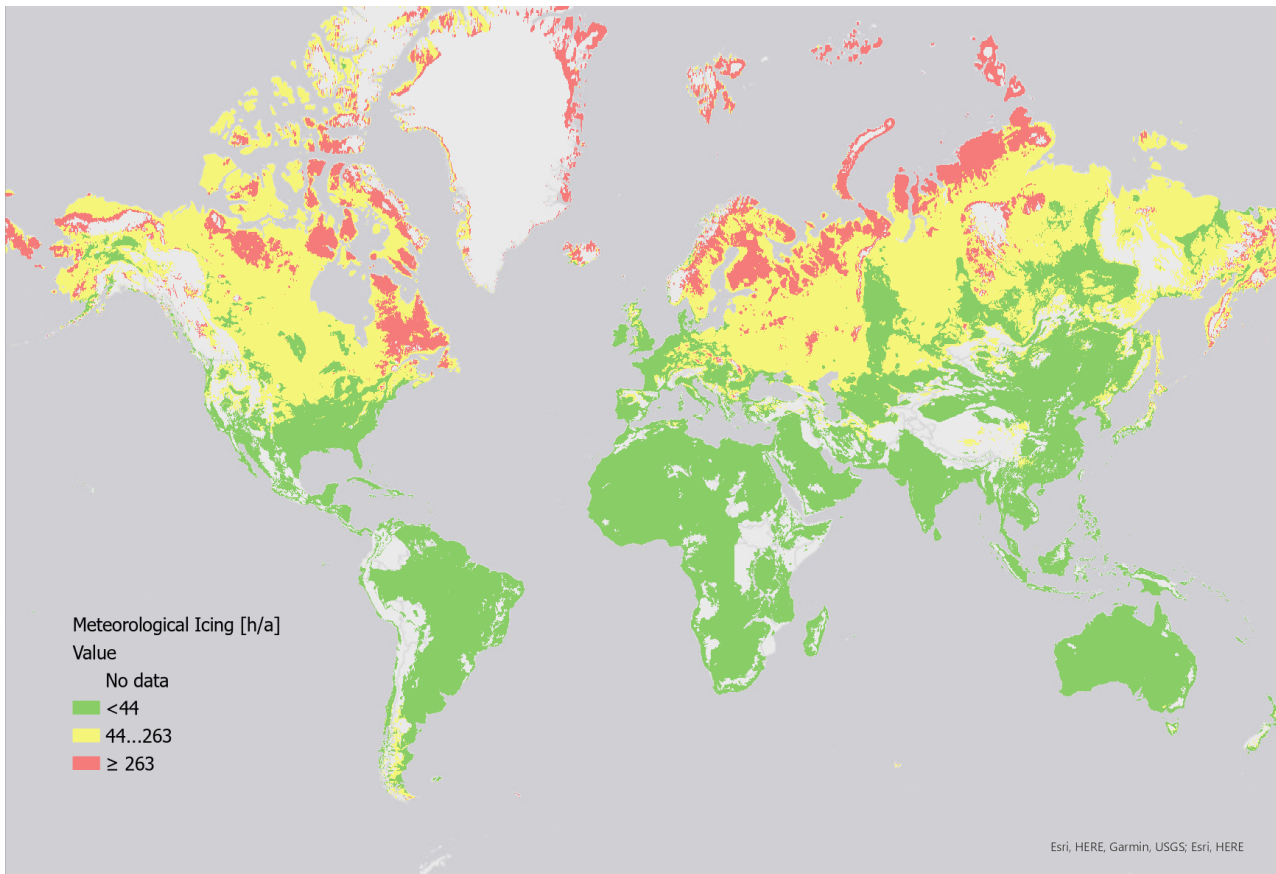 Meteorological Icing [h/a]
Value
No data
<44
44...263
≥ 263
Esri, HERE, Garmin, USGS; Esri, HERE